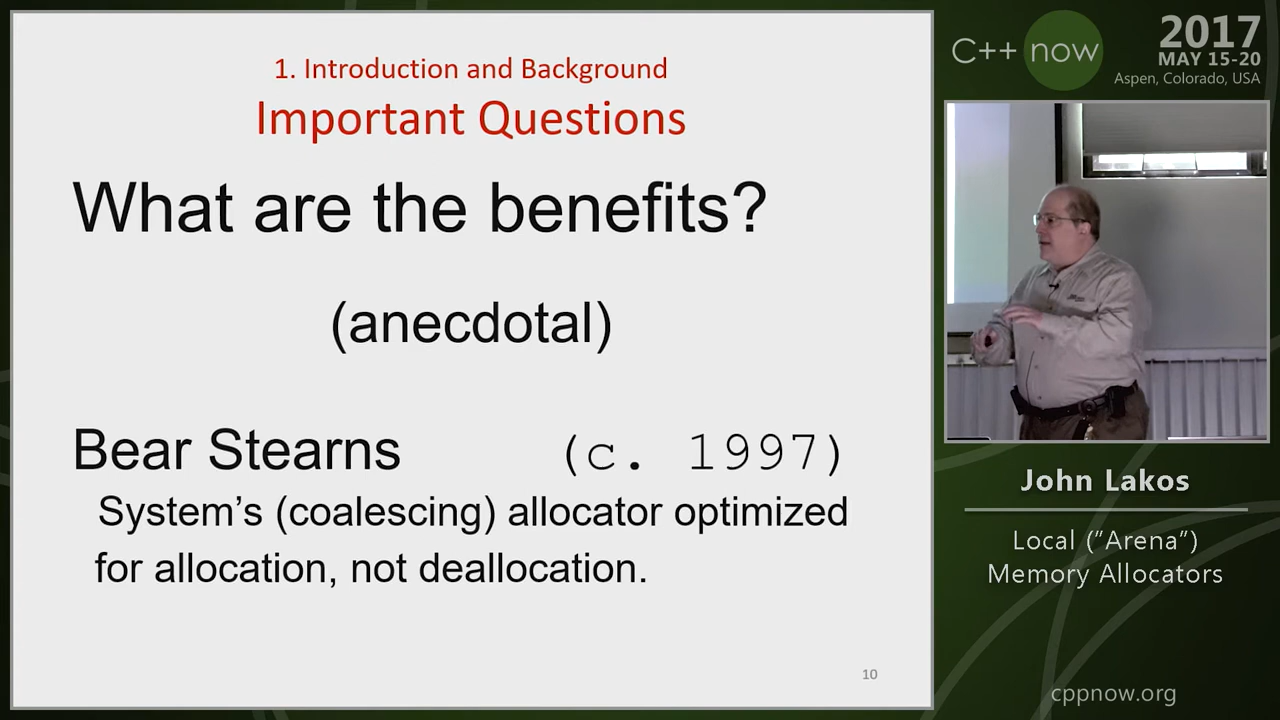 1. Introduction and Background
Important Questions
What are the benefits?
(anecdotal)
Bear Stearns (c. 1997)
System’s (coalescing) allocator optimized
for allocation, not deallocation.
10
C++ now
2017
MAY 15-20
Aspen, Colorado, USA
John Lakos
Local (”Arena”)
Memory Allocators
cppnow.org